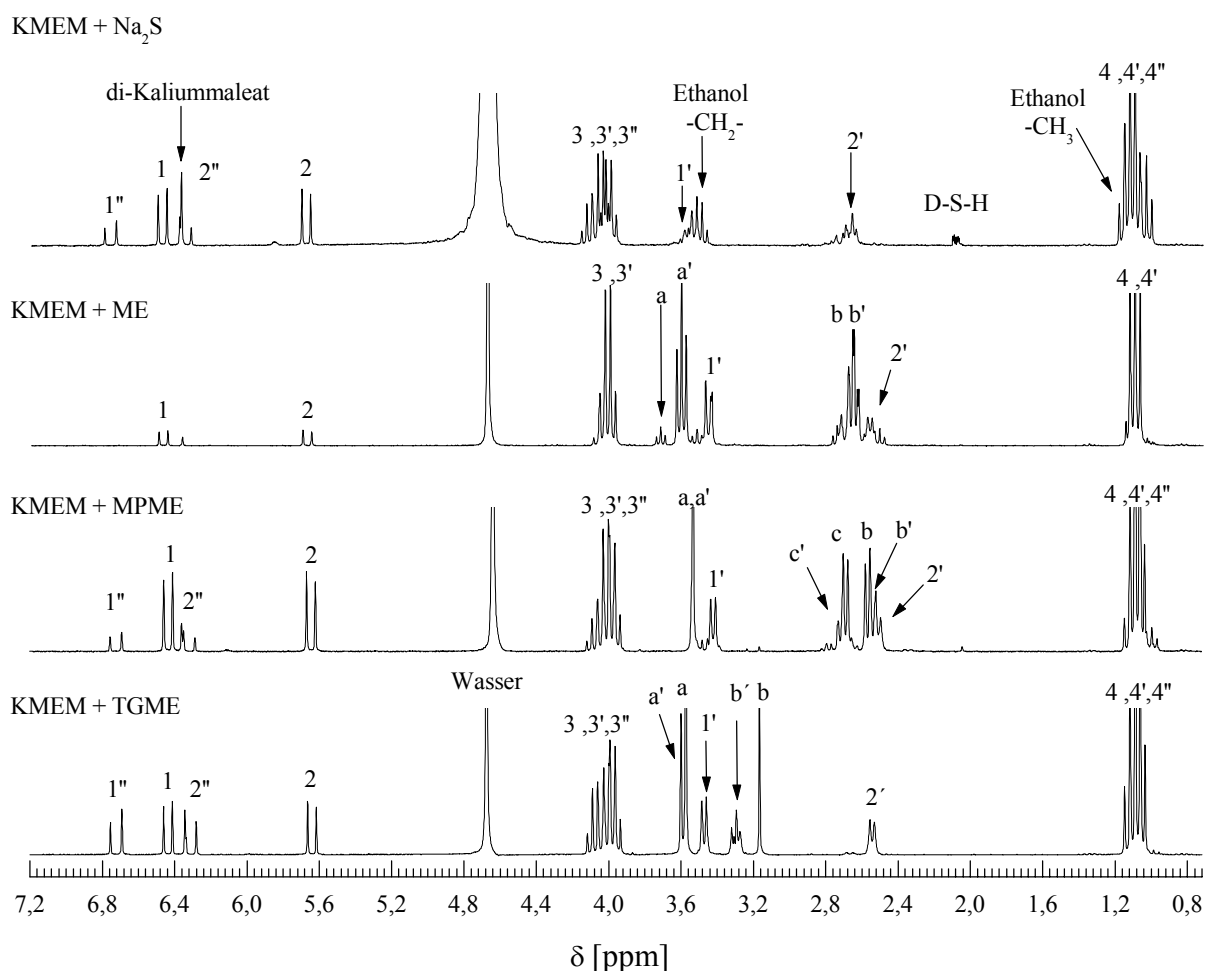 KMEM + Na₂S
di-Kaliummaleat
1"
1
2"
2
3 ,3',3"
1'
Ethanol
-CH₂-
2'
D-S-H
Ethanol
-CH₃
4 ,4',4"
KMEM + ME
1
2
3 ,3'
a
a'
1'
b b'
2'
4 ,4'
KMEM + MPME
1"
1
2"
2
3 ,3',3"
a,a'
1'
c'
c
b
b'
2'
4 ,4',4"
KMEM + TGME
1"
1
2"
2
Wasser
3 ,3',3"
a'
a
1'
b´
b
2´
4 ,4',4"
7,2 6,8 6,4 6,0 5,6 5,2 4,8 4,4 4,0 3,6 3,2 2,8 2,4 2,0 1,6 1,2 0,8
δ [ppm]